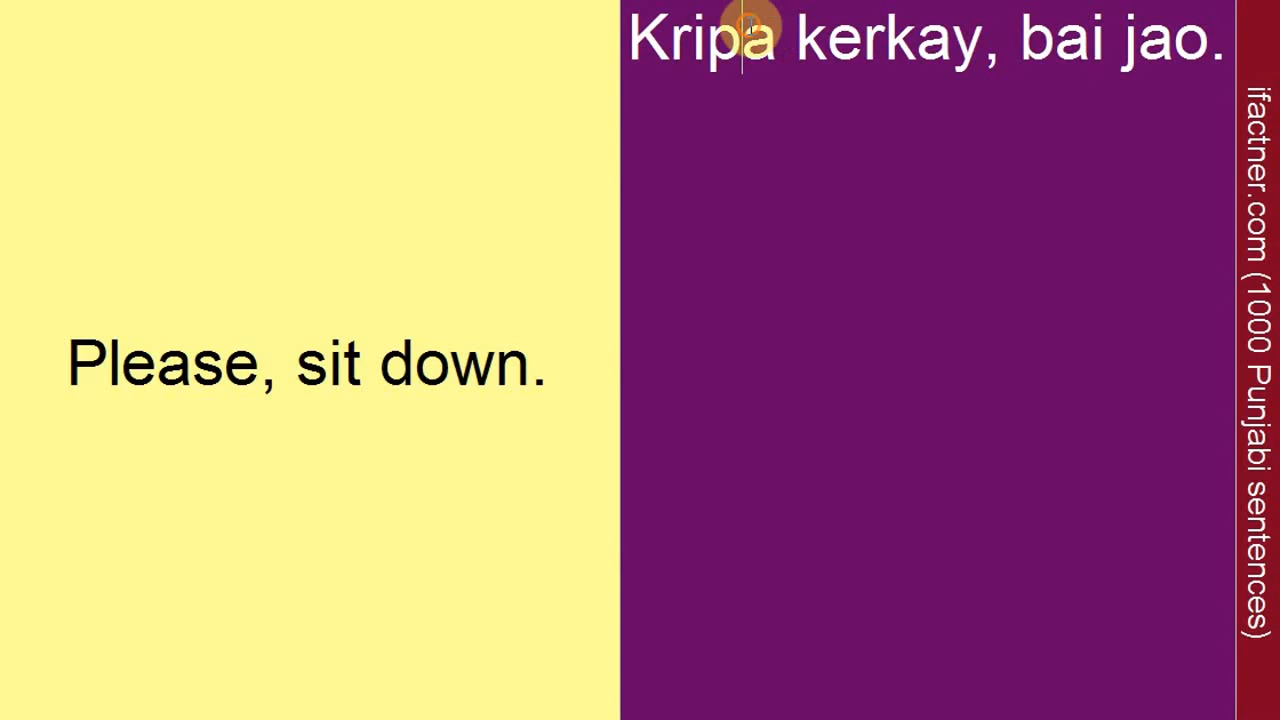 Please, sit down.
Kripa kerkay, bai jao.
ifactner.com (1000 Punjabi sentences)